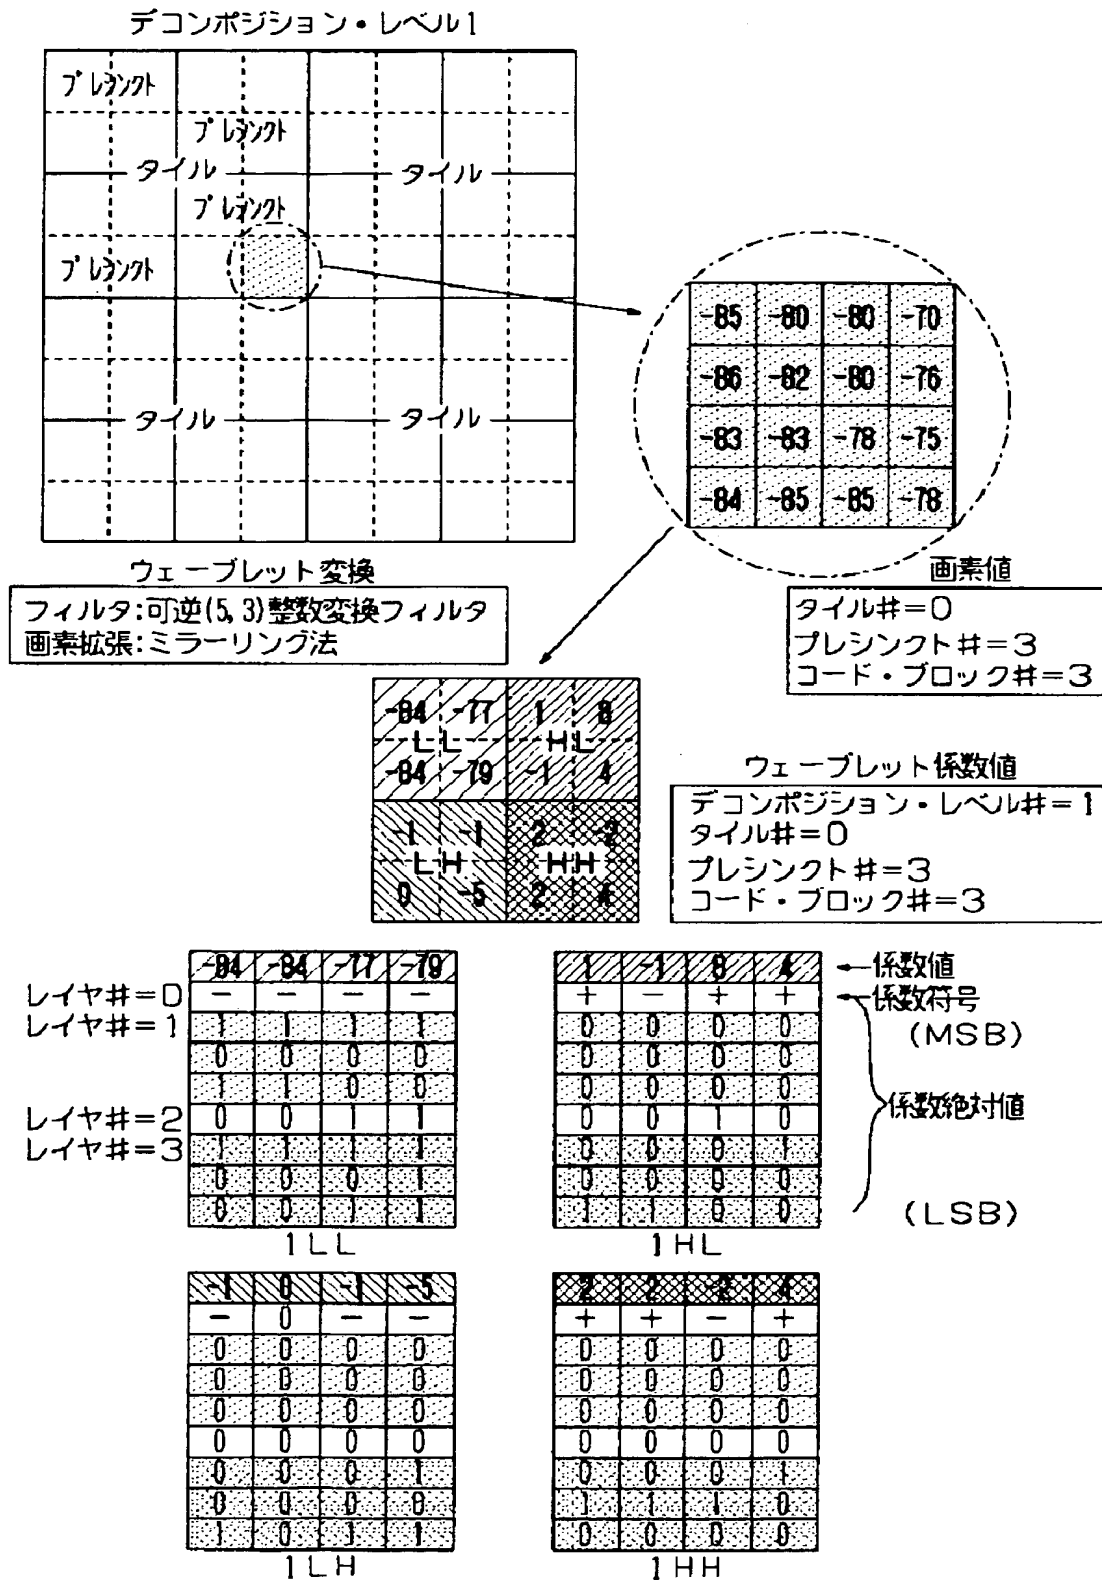 デコンポジション・レベル1
プレシンクト
プレシンクト
タイル タイル
プレシンクト
プレシンクト
タイル タイル
-85 -80 -80 -70
-86 -82 -80 -76
-83 -83 -78 -75
-84 -85 -85 -78
ウェーブレット変換
フィルタ:可逆(5,3)整数変換フィルタ
画素拡張:ミラーリング法
画素値
タイル#=0
プレシンクト#=3
コード・ブロック#=3
-84 -77 1 8
LL HL
-84 -79 -1 4
-1 -1 2 -2
LH HH
0 -5 2 4
ウェーブレット係数値
デコンポジション・レベル#=1
タイル#=0
プレシンクト#=3
コード・ブロック#=3
-84 -84 -77 -79
レイヤ#=0 - - - -
レイヤ#=1 1 1 1 1
0 0 0 0
1 1 0 0
レイヤ#=2 0 0 1 1
レイヤ#=3 1 1 1 1
0 0 0 1
0 0 1 1
1LL
1 -1 8 4 係数値
+ - + + 係数符号
0 0 0 0 (MSB)
0 0 0 0
0 0 0 0
0 0 1 0 係数絶対値
0 0 0 1
0 0 0 0
1 1 0 0 (LSB)
1HL
-1 0 -1 -5
- 0 - -
0 0 0 0
0 0 0 0
0 0 0 0
0 0 0 0
0 0 0 1
0 0 0 0
1 0 1 1
1LH
2 2 -2 4
+ + - +
0 0 0 0
0 0 0 0
0 0 0 0
0 0 0 0
0 0 0 1
1 1 1 0
0 0 0 0
1HH